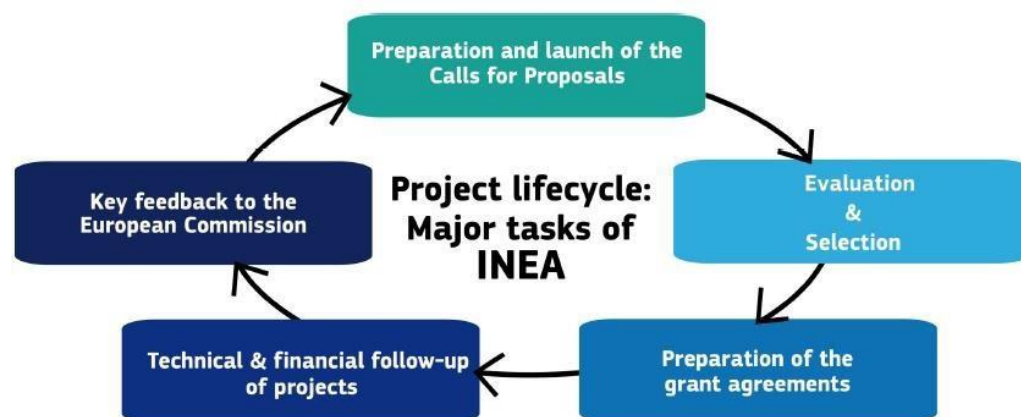 Preparation and launch of the
Calls for Proposals
Evaluation
&
Selection
Preparation of the
grant agreements
Technical & financial follow-up
of projects
Key feedback to the
European Commission
Project lifecycle:
Major tasks of
INEA